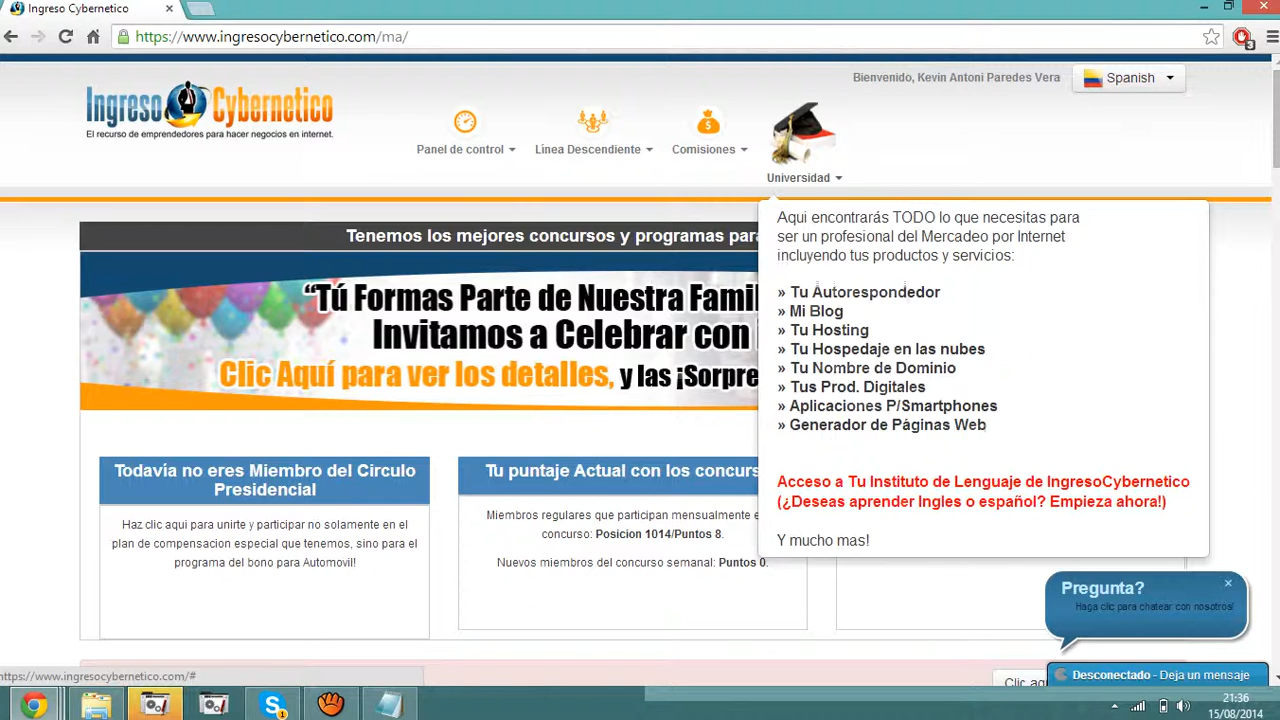 Ingreso Cybernetico
https://www.ingresocybernetico.com/ma/
3
Bienvenido, Kevin Antoni Paredes Vera
Spanish
Ingreso Cybernetico
El recurso de emprendedores para hacer negocios en internet.
Panel de control
Línea Descendiente
Comisiones
Universidad
Tenemos los mejores concursos y programas para
“Tú Formas Parte de Nuestra
Invitamos a Celebrar con
Clic Aquí para ver los detalles, y las
Aqui encontrarás TODO lo que necesitas para
ser un profesional del Mercadeo por Internet
incluyendo tus productos y servicios:
» Tu Autorespondedor
» Mi Blog
» Tu Hosting
» Tu Hospedaje en las nubes
» Tu Nombre de Dominio
» Tus Prod. Digitales
» Aplicaciones P/Smartphones
» Generador de Páginas Web
Acceso a Tu Instituto de Lenguaje de IngresoCybernetico
(¿Deseas aprender Ingles o español? Empieza ahora!)
Y mucho mas!
Todavía no eres Miembro del Circulo
Presidencial
Haz clic aqui para unirte y participar no solamente en el
plan de compensacion especial que tenemos, sino para el
programa del bono para Automovil!
Tu puntaje Actual con los
Miembros regulares que participan mensualmente
concurso: Posicion 1014/Puntos 8.
Nuevos miembros del concurso semanal: Puntos 0.
Pregunta?
Haga clic para chatear con nosotros!
Clic
Desconectado - Deja un mensaje
https://www.ingresocybernetico.com/#
1
21:36
15/08/2014